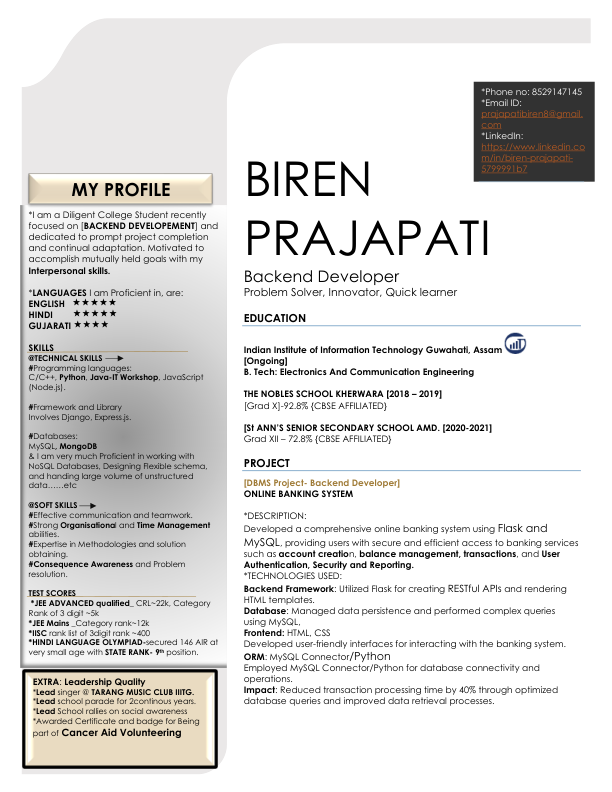 *Phone no: 8529147145
*Email ID:
prajapatibiren8@gmail.
com
*LinkedIn:
https://www.linkedin.co
m/in/biren-prajapati-
5799991b7
BIREN
PRAJAPATI
Backend Developer
Problem Solver, Innovator, Quick learner
MY PROFILE
*I am a Diligent College Student recently
focused on [BACKEND DEVELOPEMENT] and
dedicated to prompt project completion
and continual adaptation. Motivated to
accomplish mutually held goals with my
Interpersonal skills.
*LANGUAGES I am Proficient in, are:
ENGLISH ★★★★★
HINDI ★★★★★
GUJARATI ★★★★
SKILLS
@TECHNICAL SKILLS →
#Programming languages:
C/C++, Python, Java-IT Workshop, JavaScript
(Node.js).
#Framework and Library
Involves Django, Express.js.
#Databases:
MySQL, MongoDB
& I am very much Proficient in working with
NoSQL Databases, Designing Flexible schema,
and handing large volume of unstructured
data……etc
@SOFT SKILLS →
#Effective communication and teamwork.
#Strong Organisational and Time Management
abilities.
#Expertise in Methodologies and solution
obtaining.
#Consequence Awareness and Problem
resolution.
TEST SCORES
*JEE ADVANCED qualified_ CRL~22k, Category
Rank of 3 digit ~5k
*JEE Mains _Category rank~12k
*IISC rank list of 3digit rank ~400
*HINDI LANGUAGE OLYMPIAD-secured 146 AIR at
very small age with STATE RANK- 9th position.
EXTRA: Leadership Quality
*Lead singer @ TARANG MUSIC CLUB IIITG.
*Lead school parade for 2continous years.
*Lead School rallies on social awareness
*Awarded Certificate and badge for Being
part of Cancer Aid Volunteering
EDUCATION
Indian Institute of Information Technology Guwahati, Assam
[Ongoing]
B. Tech: Electronics And Communication Engineering
THE NOBLES SCHOOL KHERWARA [2018 – 2019]
[Grad X]-92.8% {CBSE AFFILIATED}
[St ANN'S SENIOR SECONDARY SCHOOL AMD. [2020-2021]
Grad XII – 72.8% {CBSE AFFILIATED}
PROJECT
[DBMS Project- Backend Developer]
ONLINE BANKING SYSTEM
*DESCRIPTION:
Developed a comprehensive online banking system using Flask and
MySQL, providing users with secure and efficient access to banking services
such as account creation, balance management, transactions, and User
Authentication, Security and Reporting.
*TECHNOLOGIES USED:
Backend Framework: Utilized Flask for creating RESTful APIs and rendering
HTML templates.
Database: Managed data persistence and performed complex queries
using MySQL,
Frontend: HTML, CSS
Developed user-friendly interfaces for interacting with the banking system.
ORM: MySQL Connector/Python
Employed MySQL Connector/Python for database connectivity and
operations.
Impact: Reduced transaction processing time by 40% through optimized
database queries and improved data retrieval processes.